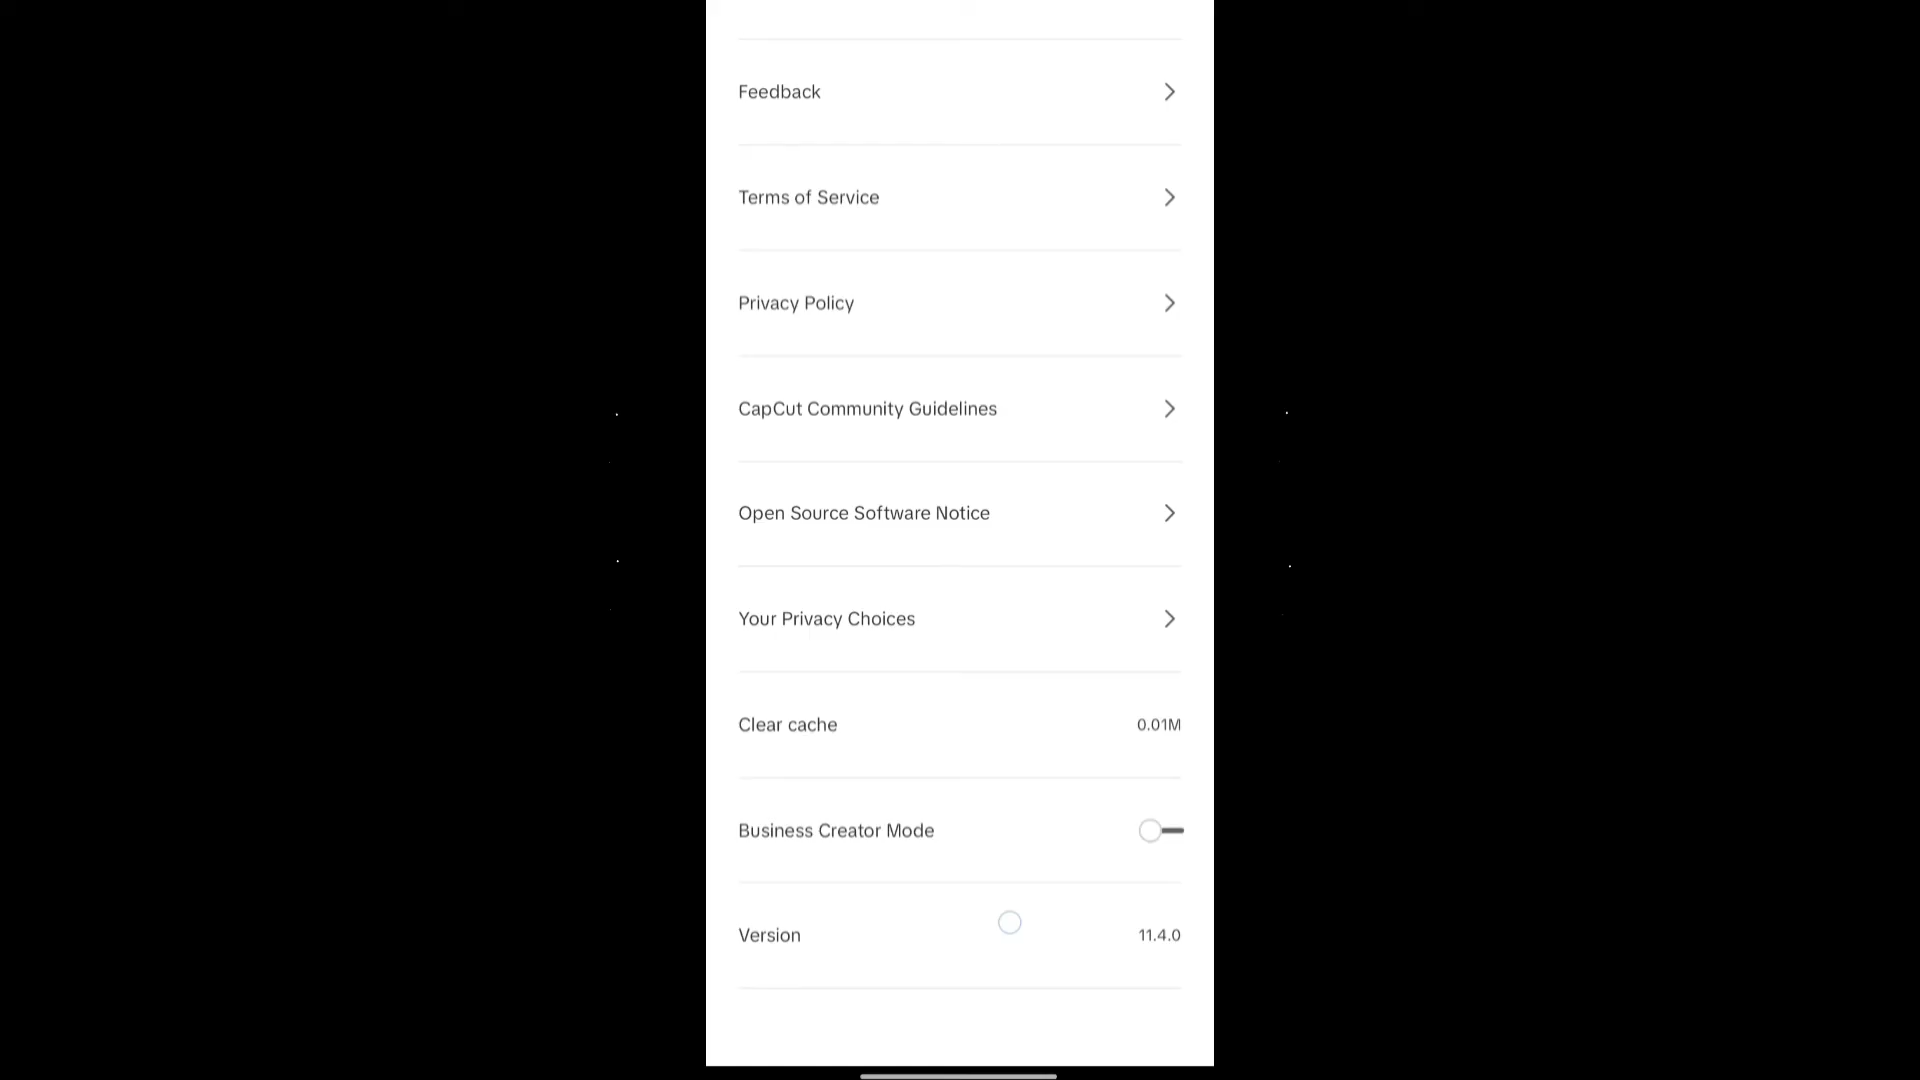 Feedback
Terms of Service
Privacy Policy
CapCut Community Guidelines
Open Source Software Notice
Your Privacy Choices
Clear cache 0.01M
Business Creator Mode
Version 11.4.0